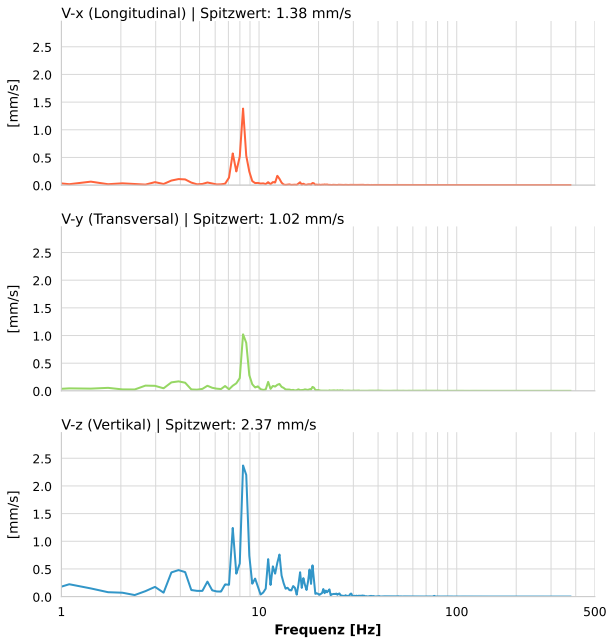 V-x (Longitudinal) | Spitzwert: 1.38 mm/s
2.5
2.0
1.5
1.0
0.5
0.0
[mm/s]
V-y (Transversal) | Spitzwert: 1.02 mm/s
2.5
2.0
1.5
1.0
0.5
0.0
[mm/s]
V-z (Vertikal) | Spitzwert: 2.37 mm/s
2.5
2.0
1.5
1.0
0.5
0.0
[mm/s]
1 10 100 500
Frequenz [Hz]